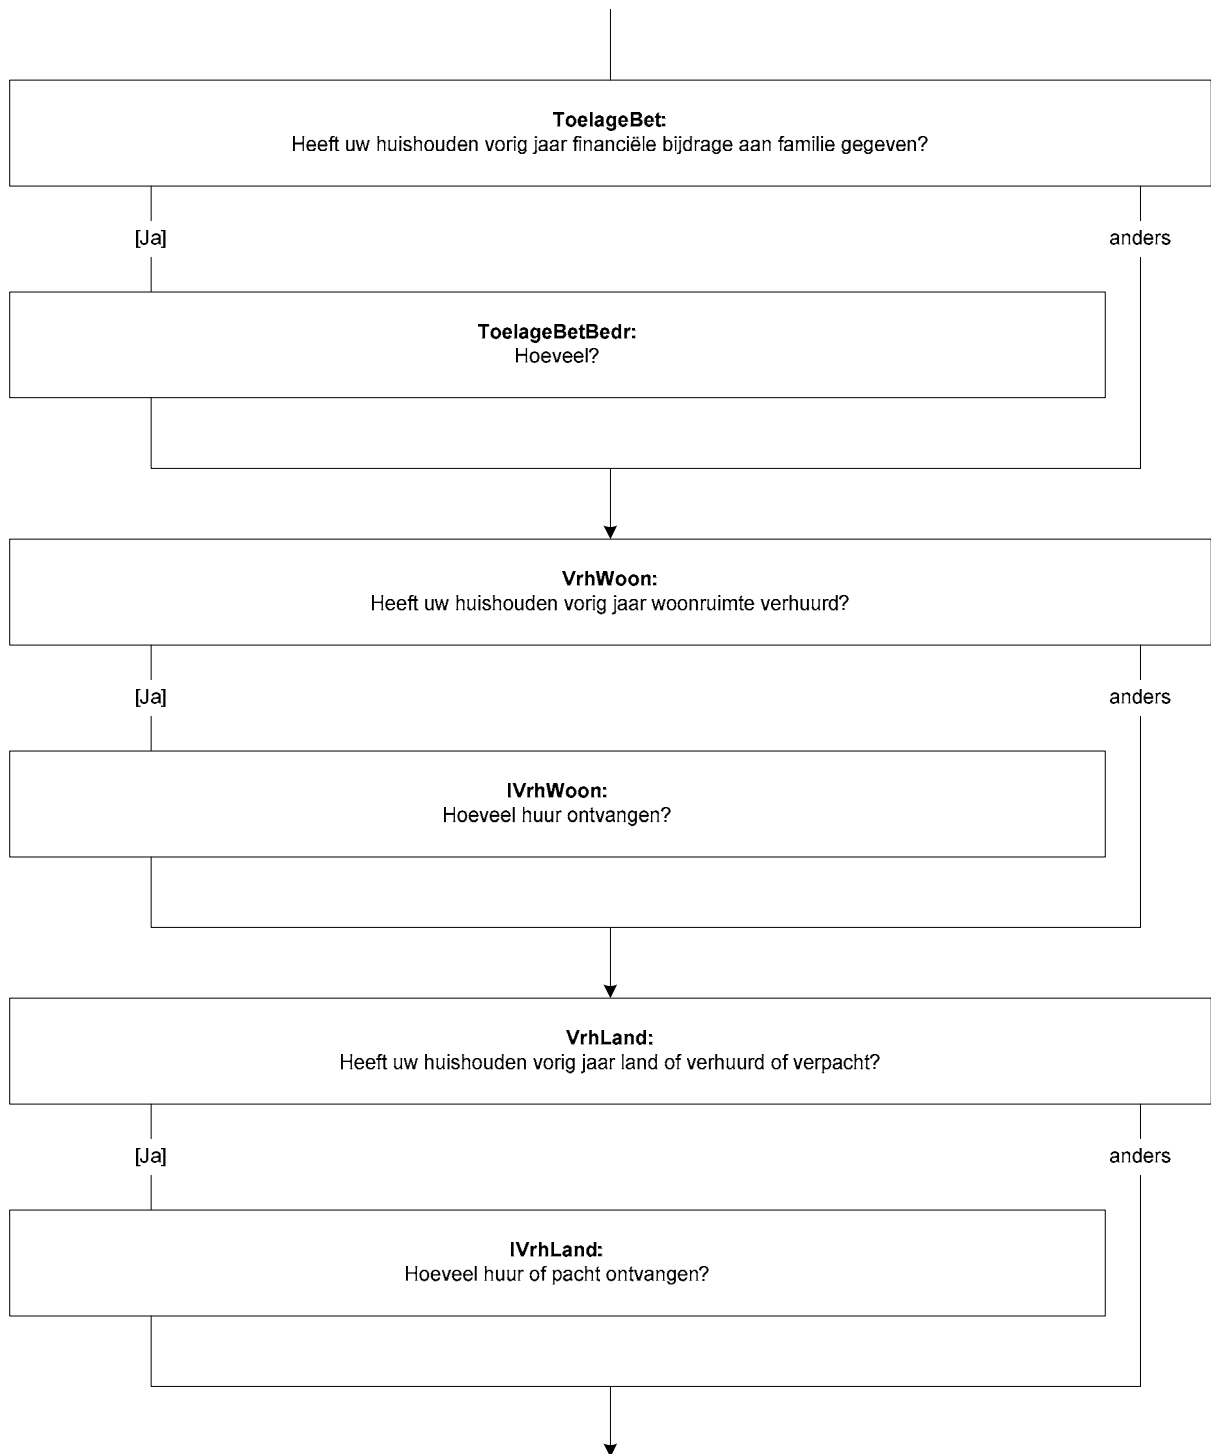 ToelageBet:
Heeft uw huishouden vorig jaar financiële bijdrage aan familie gegeven?
[Ja]
anders
ToelageBetBedr:
Hoeveel?
VrhWoon:
Heeft uw huishouden vorig jaar woonruimte verhuurd?
[Ja]
anders
IVrhWoon:
Hoeveel huur ontvangen?
VrhLand:
Heeft uw huishouden vorig jaar land of verhuurd of verpacht?
[Ja]
anders
IVrhLand:
Hoeveel huur of pacht ontvangen?